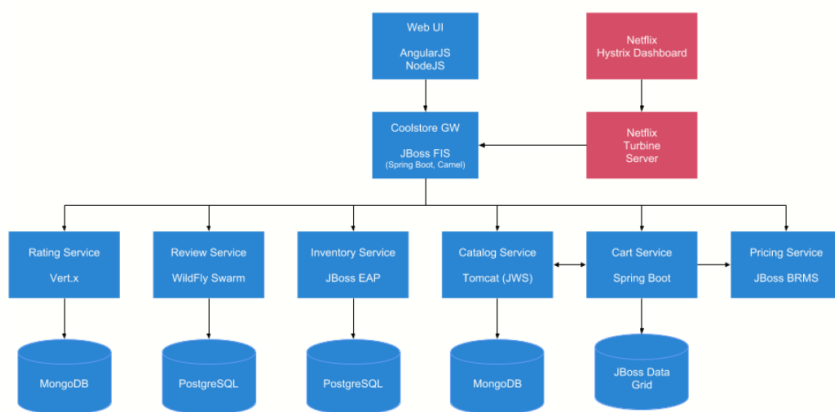 Web UI
AngularJS
NodeJS
Netflix
Hystrix Dashboard
Coolstore GW
JBoss FIS
(Spring Boot, Camel)
Netflix
Turbine
Server
Rating Service
Vert.x
Review Service
WildFly Swarm
Inventory Service
JBoss EAP
Catalog Service
Tomcat (JWS)
Cart Service
Spring Boot
Pricing Service
JBoss BRMS
MongoDB
PostgreSQL
PostgreSQL
MongoDB
JBoss Data
Grid